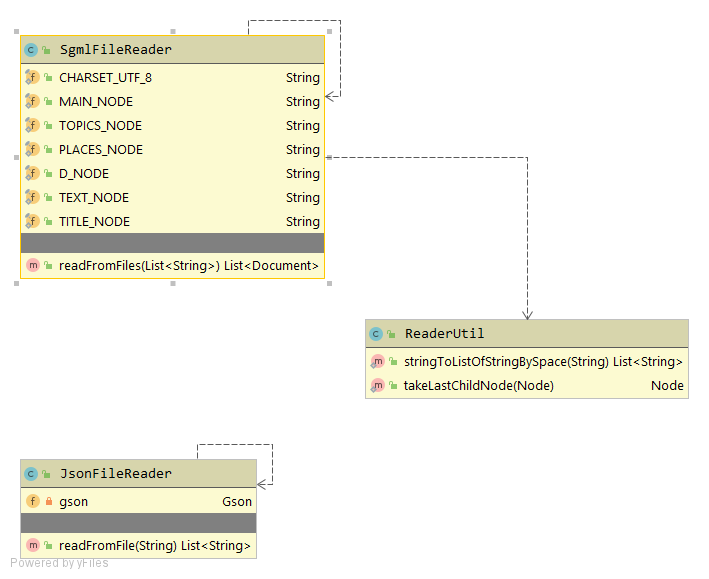 SgmlFileReader
CHARSET_UTF_8 String
MAIN_NODE String
TOPICS_NODE String
PLACES_NODE String
D_NODE String
TEXT_NODE String
TITLE_NODE String
readFromFiles(List<String>) List<Document>
ReaderUtil
stringToListOfStringBySpace(String) List<String>
takeLastChildNode(Node) Node
JsonFileReader
gson Gson
readFromFile(String) List<String>
Powered by yFiles